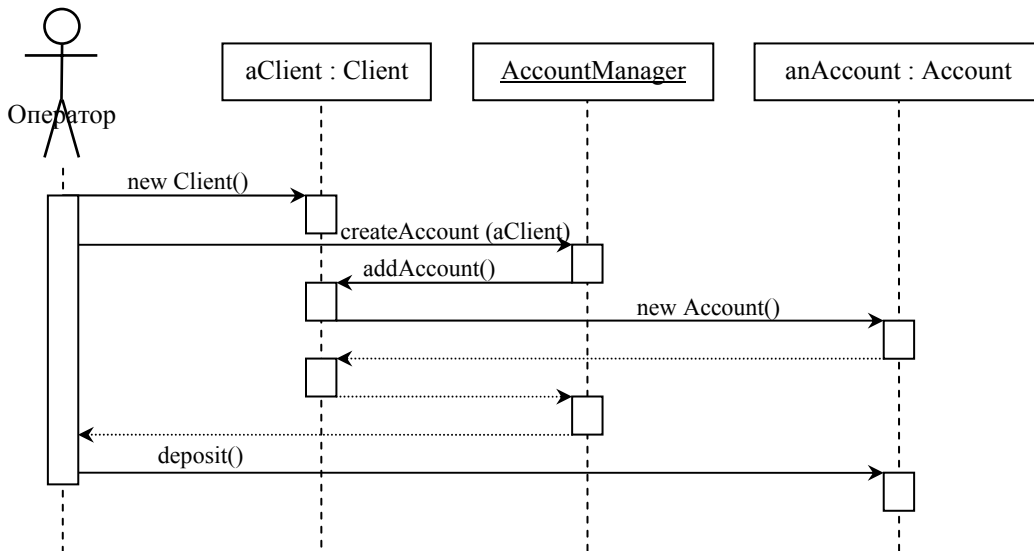 aClient : Client
AccountManager
anAccount : Account
Оператор
new Client()
createAccount (aClient)
addAccount()
new Account()
deposit()